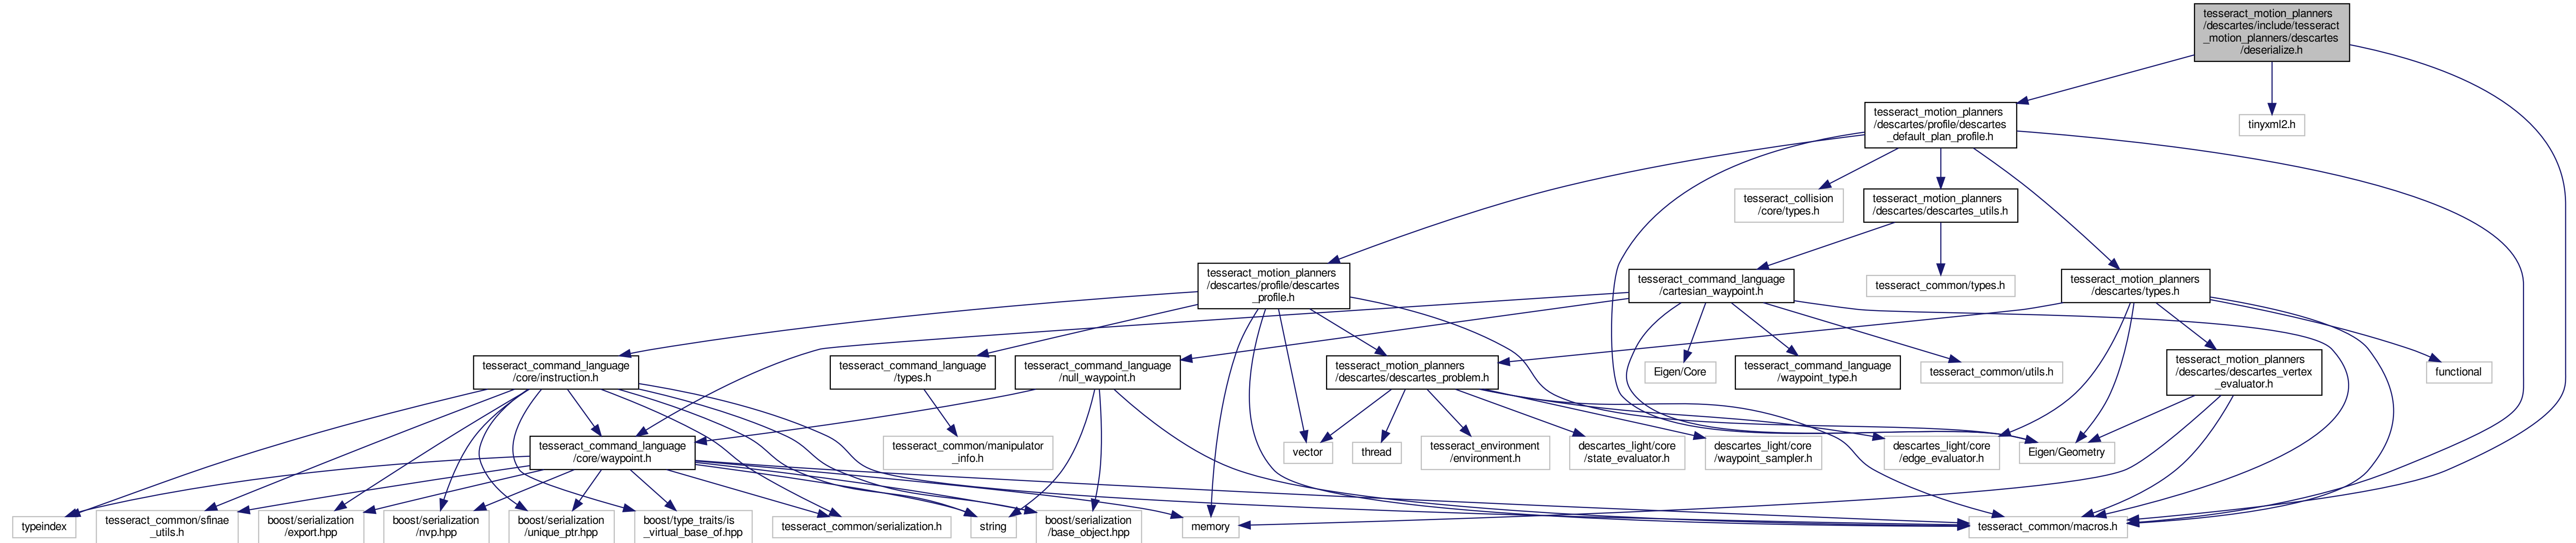 tesseract_motion_planners
/descartes/include/tesseract
_motion_planners/descartes
/deserialize.h
tesseract_motion_planners
/descartes/profile/descartes
_default_plan_profile.h
tinyxml2.h
tesseract_collision
/core/types.h
tesseract_motion_planners
/descartes/descartes_utils.h
tesseract_motion_planners
/descartes/profile/descartes
_profile.h
tesseract_command_language
/cartesian_waypoint.h
tesseract_common/types.h
tesseract_motion_planners
/descartes/types.h
tesseract_command_language
/core/instruction.h
tesseract_command_language
/types.h
tesseract_command_language
/null_waypoint.h
tesseract_motion_planners
/descartes/descartes_problem.h
Eigen/Core
tesseract_command_language
/waypoint_type.h
tesseract_common/utils.h
tesseract_motion_planners
/descartes/descartes_vertex
_evaluator.h
functional
tesseract_command_language
/core/waypoint.h
tesseract_common/manipulator
_info.h
vector
thread
tesseract_environment
/environment.h
descartes_light/core
/state_evaluator.h
descartes_light/core
/waypoint_sampler.h
descartes_light/core
/edge_evaluator.h
Eigen/Geometry
typeindex
tesseract_common/sfinae
_utils.h
boost/serialization
/export.hpp
boost/serialization
/nvp.hpp
boost/serialization
/unique_ptr.hpp
boost/type_traits/is
_virtual_base_of.hpp
tesseract_common/serialization.h
string
boost/serialization
/base_object.hpp
memory
tesseract_common/macros.h